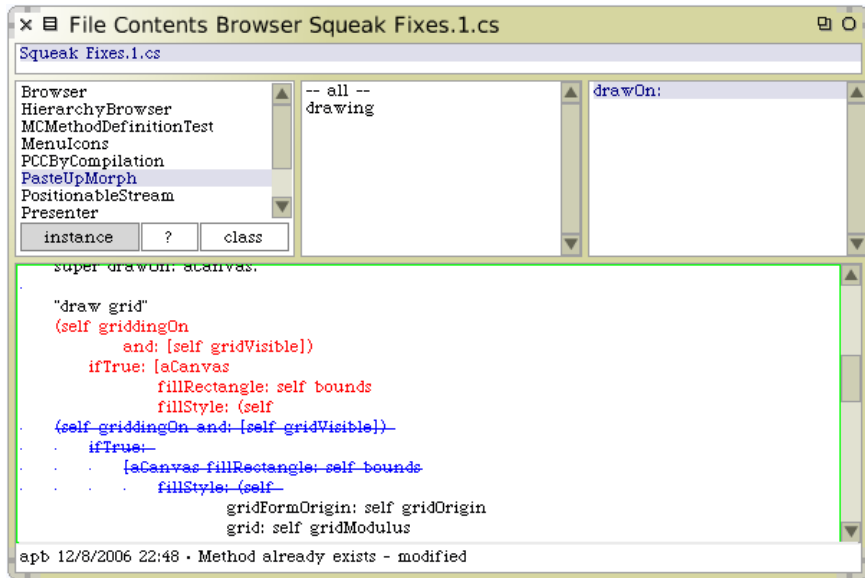 File Contents Browser Squeak Fixes.1.cs
Squeak Fixes.1.cs
Browser
HierarchyBrowser
MCMethodDefinitionTest
MenuIcons
PCCByCompilation
PasteUpMorph
PositionableStream
Presenter
instance ? class
-- all --
drawing
drawOn:
super drawOn: aCanvas.
"draw grid"
(self griddingOn
and: [self gridVisible])
ifTrue: [aCanvas
fillRectangle: self bounds
fillStyle: (self
(self griddingOn and: [self gridVisible])
ifTrue:
[aCanvas fillRectangle: self bounds
fillStyle: (self
gridFormOrigin: self gridOrigin
grid: self gridModulus
apb 12/8/2006 22:48 · Method already exists - modified